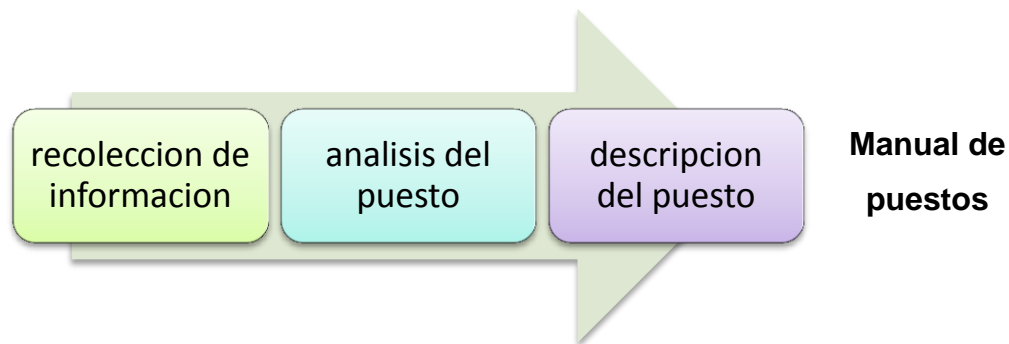 recoleccion de
informacion
analisis del
puesto
descripcion
del puesto
Manual de
puestos